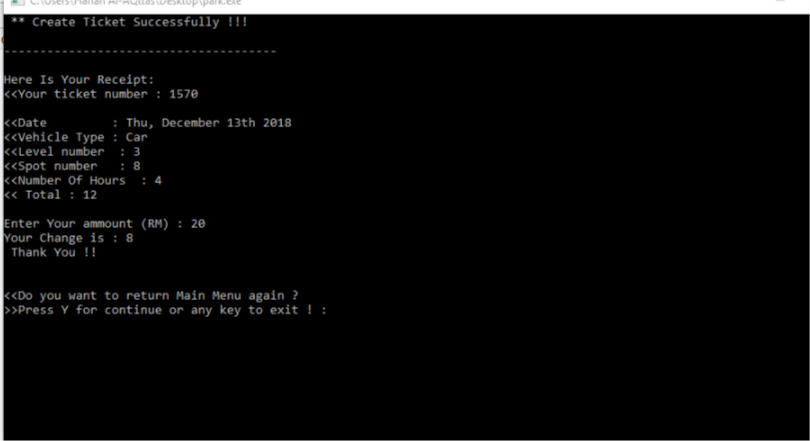 C:\Users\Hanan Al-AQttas\Desktop\park.exe
** Create Ticket Successfully !!!
--------------------------------------
Here Is Your Receipt:
<<Your ticket number : 1570
<<Date         : Thu, December 13th 2018
<<Vehicle Type : Car
<<Level number  : 3
<<Spot number   : 8
<<Number Of Hours  : 4
<< Total : 12
Enter Your ammount (RM) : 20
Your Change is : 8
Thank You !!
<<Do you want to return Main Menu again ?
>>Press Y for continue or any key to exit ! :